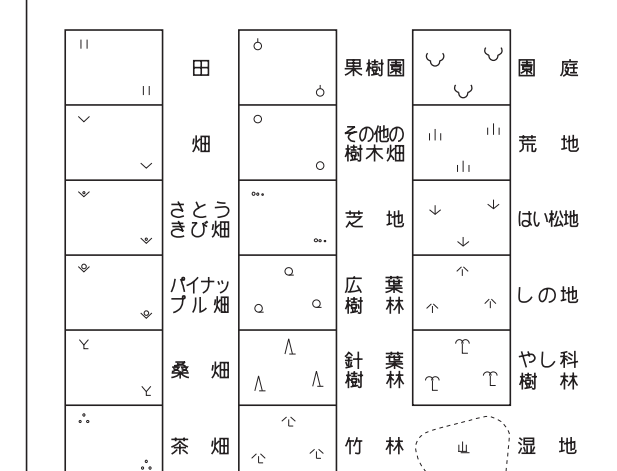 田
畑
さとう
きび畑
パイナッ
プル畑
桑畑
茶畑
果樹園
その他の
樹木畑
芝地
広葉
樹林
針葉
樹林
竹林
園庭
荒地
はい松地
しの地
やし科
樹林
湿地